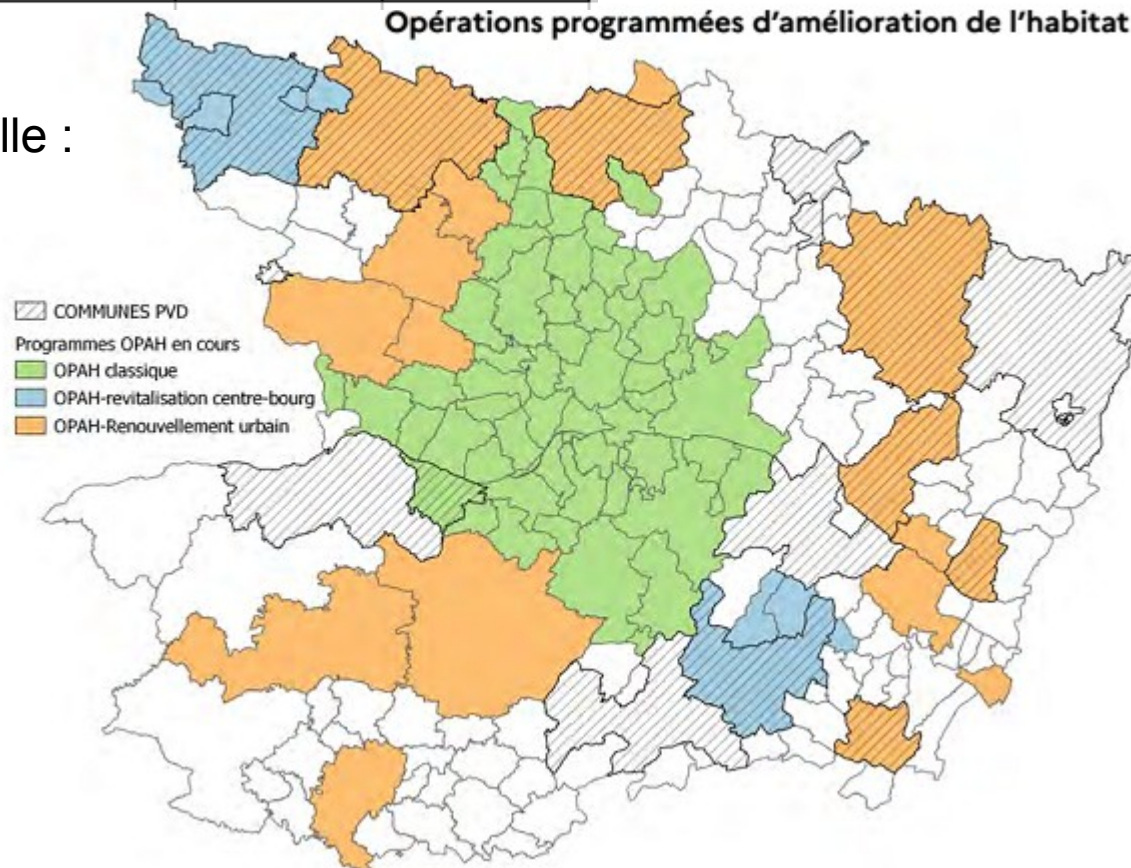 Opérations programmées d'amélioration de l'habitat
lle :
COMMUNES PVD
Programmes OPAH en cours
OPAH classique
OPAH-revitalisation centre-bourg
OPAH-Renouvellement urbain